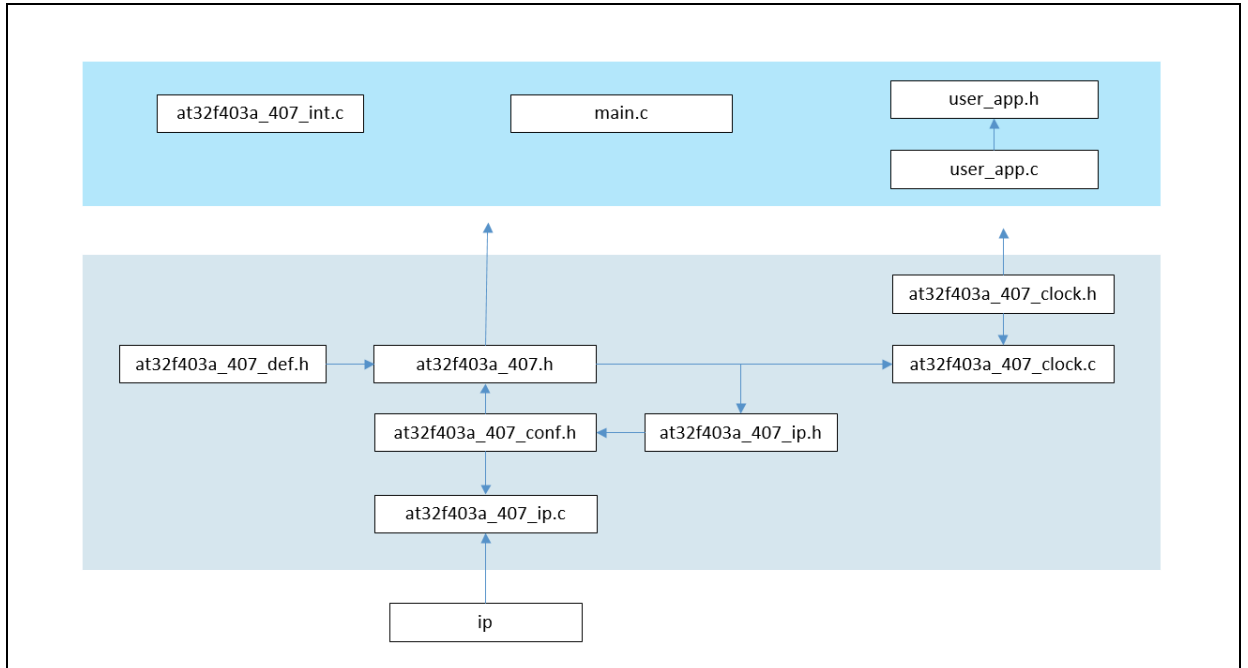 at32f403a_407_int.c
main.c
user_app.h
user_app.c
at32f403a_407_clock.h
at32f403a_407_def.h
at32f403a_407.h
at32f403a_407_clock.c
at32f403a_407_conf.h
at32f403a_407_ip.h
at32f403a_407_ip.c
ip